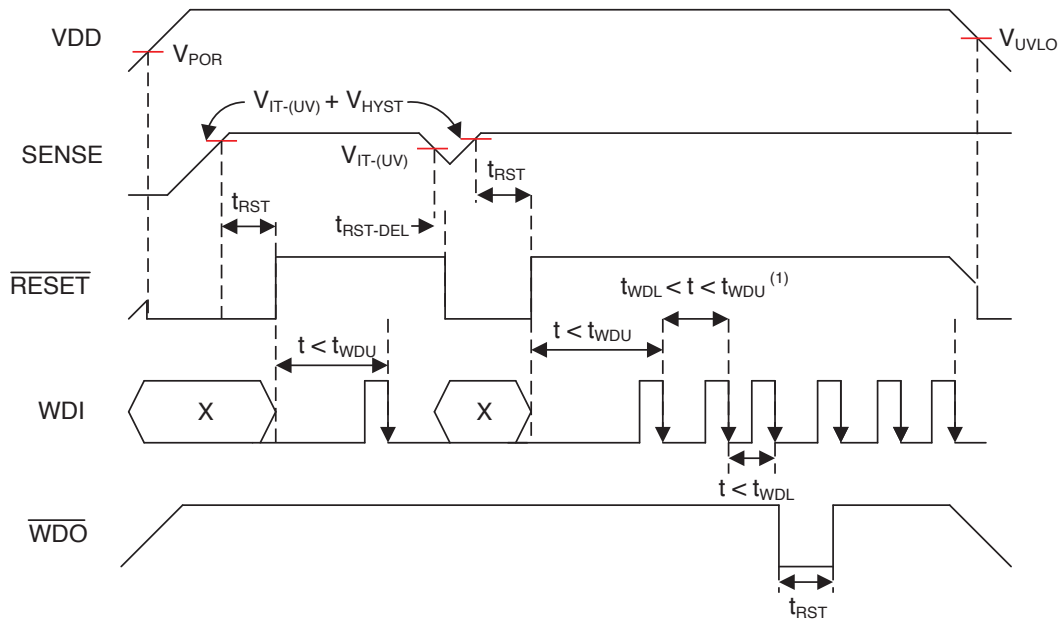 VDD
V_POR
V_UVLO
V_IT-(UV) + V_HYST
SENSE
V_IT-(UV)
t_RST
t_RST
t_RST-DEL
RESET
t_WDL < t < t_WDU (1)
t < t_WDU
t < t_WDU
WDI
X
X
t < t_WDL
WDO
t_RST